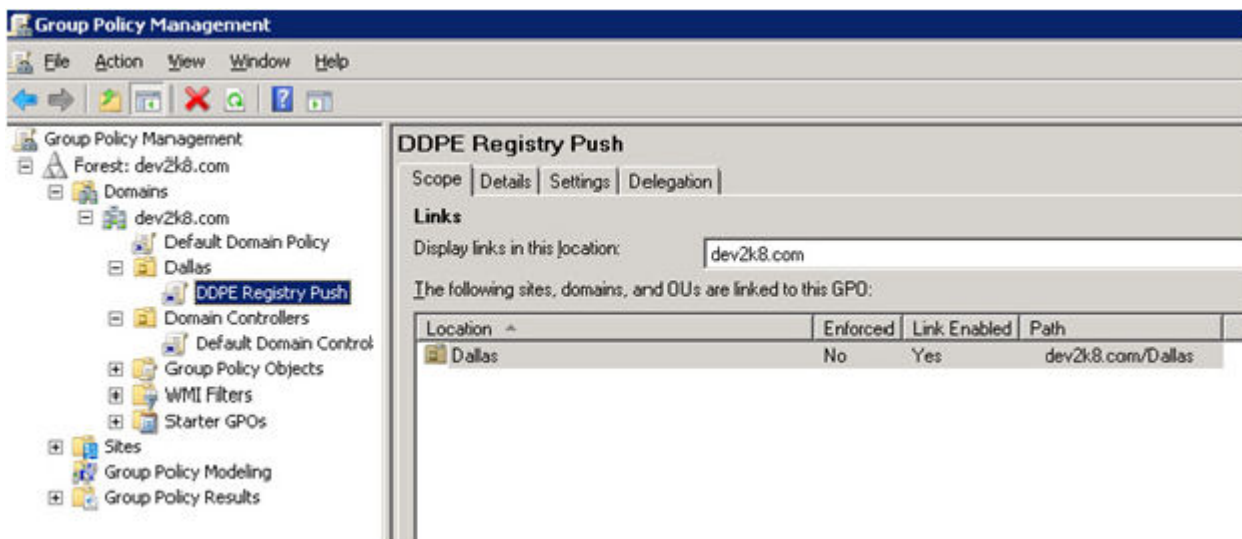 Group Policy Management
File Action View Window Help
Group Policy Management
Forest: dev2k8.com
Domains
dev2k8.com
Default Domain Policy
Dallas
DDPE Registry Push
Domain Controllers
Default Domain Control
Group Policy Objects
WMI Filters
Starter GPOs
Sites
Group Policy Modeling
Group Policy Results
DDPE Registry Push
Scope Details Settings Delegation
Links
Display links in this location: dev2k8.com
The following sites, domains, and OUs are linked to this GPO:
Location Enforced Link Enabled Path
Dallas No Yes dev2k8.com/Dallas